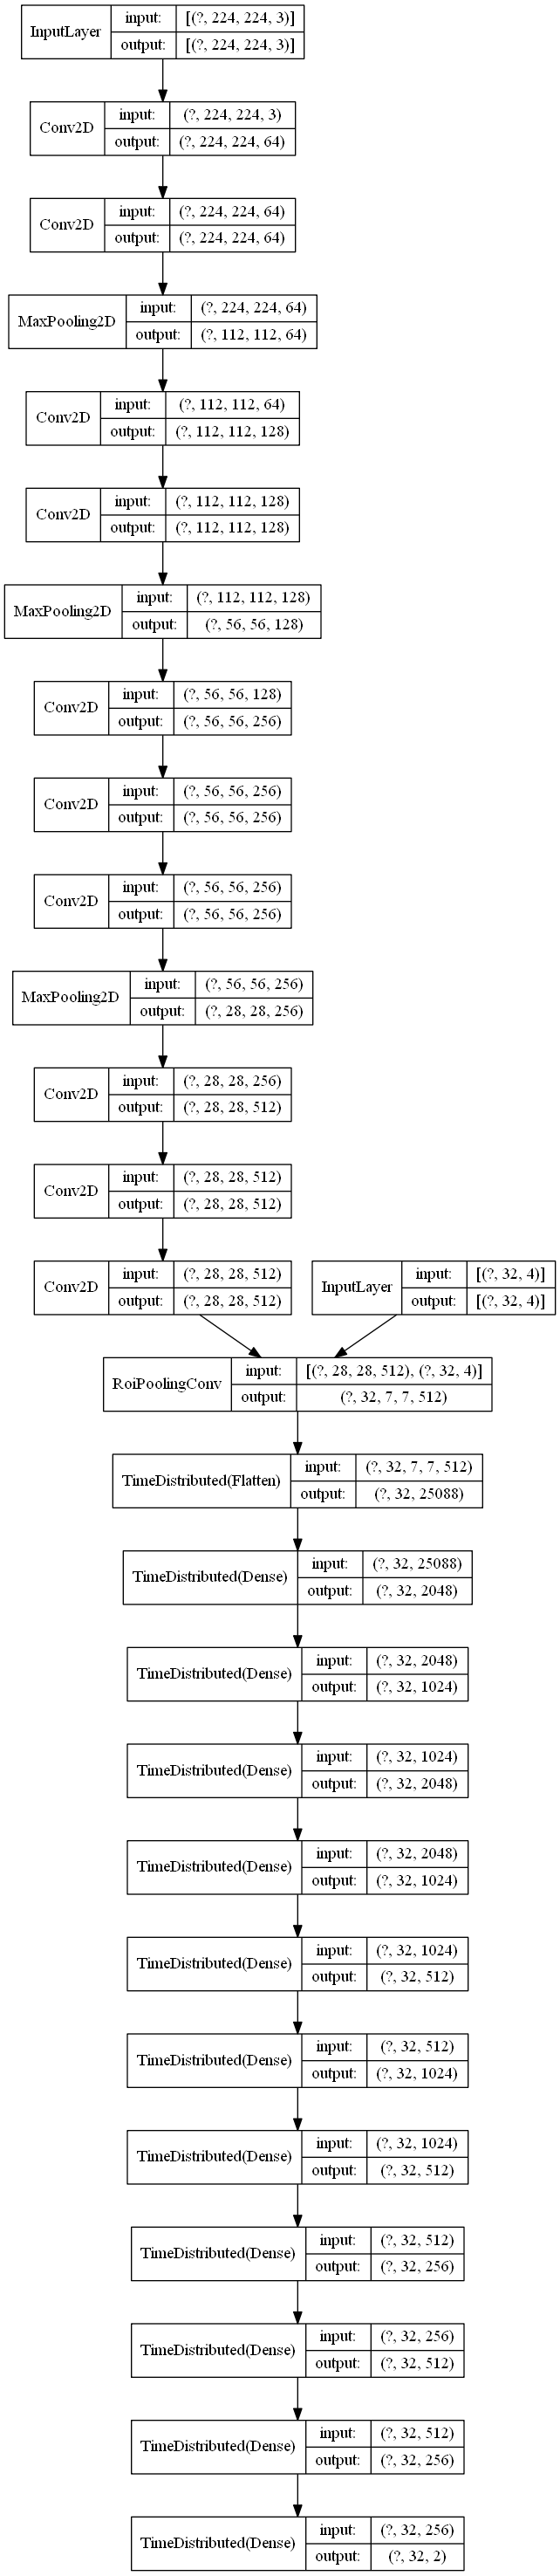 InputLayer
input: [(?, 224, 224, 3)]
output: [(?, 224, 224, 3)]
Conv2D
input: (?, 224, 224, 3)
output: (?, 224, 224, 64)
Conv2D
input: (?, 224, 224, 64)
output: (?, 224, 224, 64)
MaxPooling2D
input: (?, 224, 224, 64)
output: (?, 112, 112, 64)
Conv2D
input: (?, 112, 112, 64)
output: (?, 112, 112, 128)
Conv2D
input: (?, 112, 112, 128)
output: (?, 112, 112, 128)
MaxPooling2D
input: (?, 112, 112, 128)
output: (?, 56, 56, 128)
Conv2D
input: (?, 56, 56, 128)
output: (?, 56, 56, 256)
Conv2D
input: (?, 56, 56, 256)
output: (?, 56, 56, 256)
Conv2D
input: (?, 56, 56, 256)
output: (?, 56, 56, 256)
MaxPooling2D
input: (?, 56, 56, 256)
output: (?, 28, 28, 256)
Conv2D
input: (?, 28, 28, 256)
output: (?, 28, 28, 512)
Conv2D
input: (?, 28, 28, 512)
output: (?, 28, 28, 512)
Conv2D
input: (?, 28, 28, 512)
output: (?, 28, 28, 512)
InputLayer
input: [(?, 32, 4)]
output: [(?, 32, 4)]
RoiPoolingConv
input: [(?, 28, 28, 512), (?, 32, 4)]
output: (?, 32, 7, 7, 512)
TimeDistributed(Flatten)
input: (?, 32, 7, 7, 512)
output: (?, 32, 25088)
TimeDistributed(Dense)
input: (?, 32, 25088)
output: (?, 32, 2048)
TimeDistributed(Dense)
input: (?, 32, 2048)
output: (?, 32, 1024)
TimeDistributed(Dense)
input: (?, 32, 1024)
output: (?, 32, 2048)
TimeDistributed(Dense)
input: (?, 32, 2048)
output: (?, 32, 1024)
TimeDistributed(Dense)
input: (?, 32, 1024)
output: (?, 32, 512)
TimeDistributed(Dense)
input: (?, 32, 512)
output: (?, 32, 1024)
TimeDistributed(Dense)
input: (?, 32, 1024)
output: (?, 32, 512)
TimeDistributed(Dense)
input: (?, 32, 512)
output: (?, 32, 256)
TimeDistributed(Dense)
input: (?, 32, 256)
output: (?, 32, 512)
TimeDistributed(Dense)
input: (?, 32, 512)
output: (?, 32, 256)
TimeDistributed(Dense)
input: (?, 32, 256)
output: (?, 32, 2)